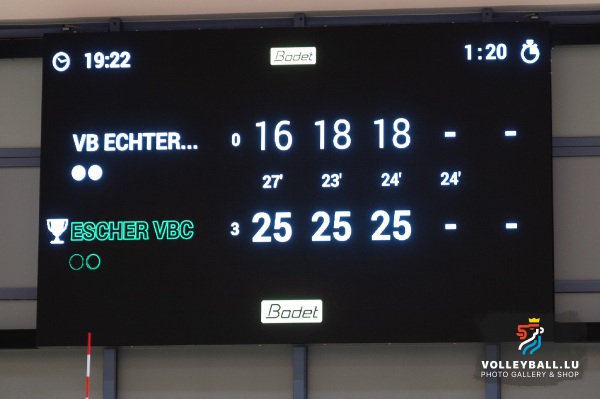 19:22 Bodet 1:20
VB ECHTER... 0 16 18 18 - -
27' 23' 24' 24'
ESCHER VBC 3 25 25 25 - -
Bodet
VOLLEYBALL.LU
PHOTO GALLERY & SHOP